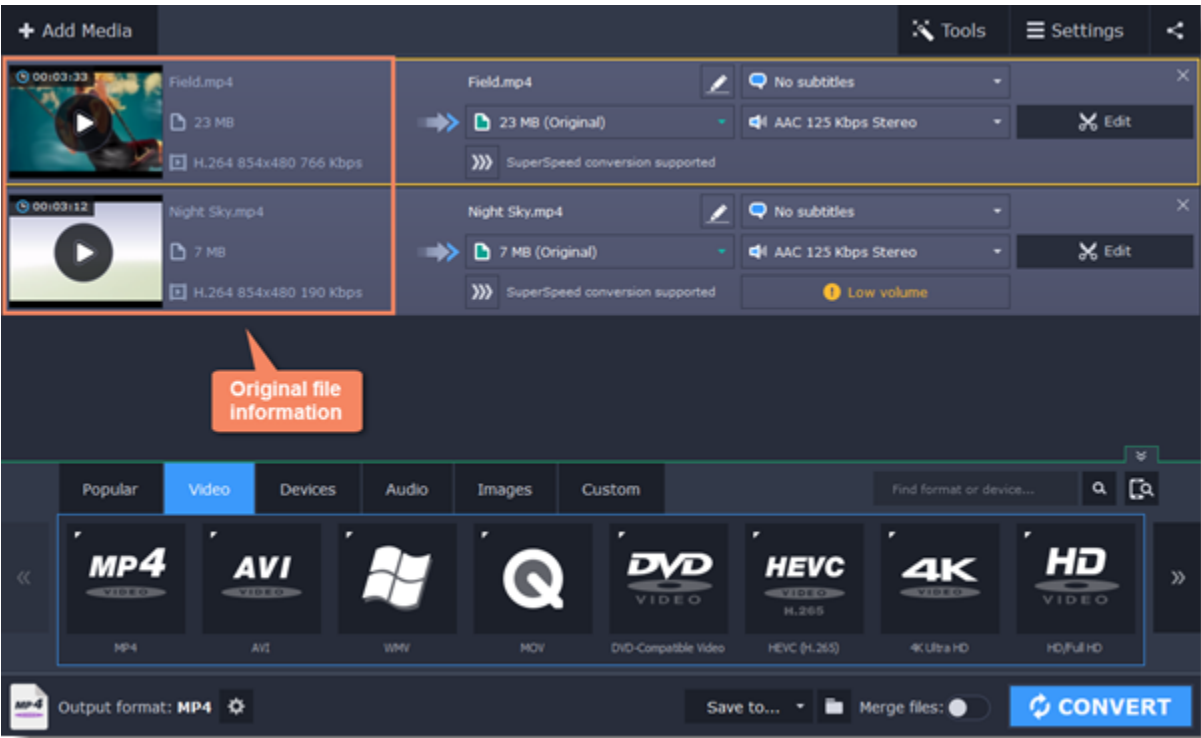 Add Media
Tools
Settings
00:03:33
Field.mp4
23 MB
H.264 854x480 766 Kbps
Field.mp4
No subtitles
23 MB (Original)
AAC 125 Kbps Stereo
Edit
SuperSpeed conversion supported
00:03:12
Night Sky.mp4
7 MB
H.264 854x480 190 Kbps
Night Sky.mp4
No subtitles
7 MB (Original)
AAC 125 Kbps Stereo
Edit
SuperSpeed conversion supported
Low volume
Original file
information
Popular Video Devices Audio Images Custom
Find format or device...
MP4
VIDEO
MP4
AVI
VIDEO
AVI
WMV
MOV
DVD
VIDEO
DVD-Compatible Video
HEVC
VIDEO
H.265
HEVC (H.265)
4K
VIDEO
4K Ultra HD
HD
VIDEO
HD/Full HD
MP4
Output format: MP4
Save to...
Merge files:
CONVERT